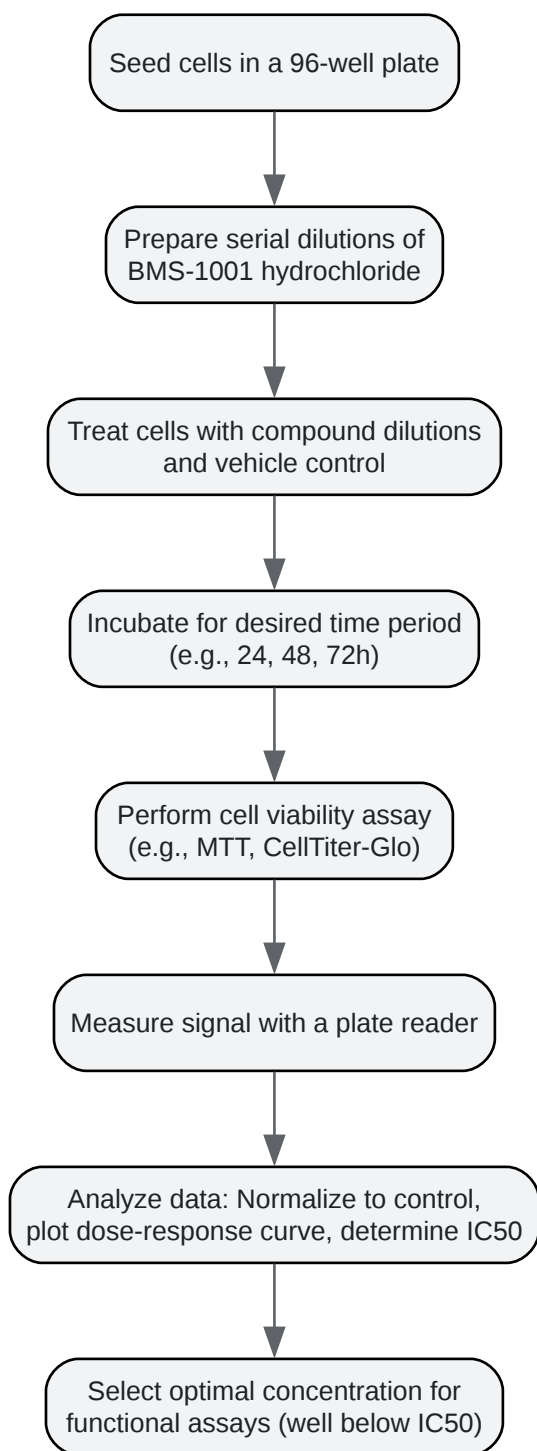 Seed cells in a 96-well plate
Prepare serial dilutions of
BMS-1001 hydrochloride
Treat cells with compound dilutions
and vehicle control
Incubate for desired time period
(e.g., 24, 48, 72h)
Perform cell viability assay
(e.g., MTT, CellTiter-Glo)
Measure signal with a plate reader
Analyze data: Normalize to control,
plot dose-response curve, determine IC50
Select optimal concentration for
functional assays (well below IC50)